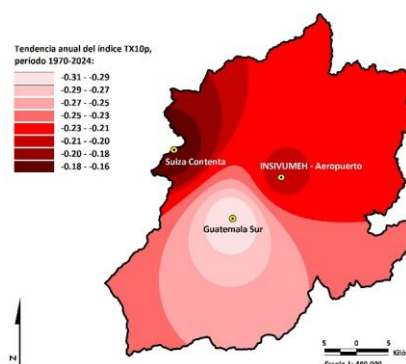 Tendencia anual del índice TX10p,
período 1970-2024:
-0.31 - -0.29
-0.29 - -0.27
-0.27 - -0.25
-0.25 - -0.23
-0.23 - -0.21
-0.21 - -0.20
-0.20 - -0.18
-0.18 - -0.16
Suiza Contenta
INSIVUMEH - Aeropuerto
Guatemala Sur
N
5 0 5